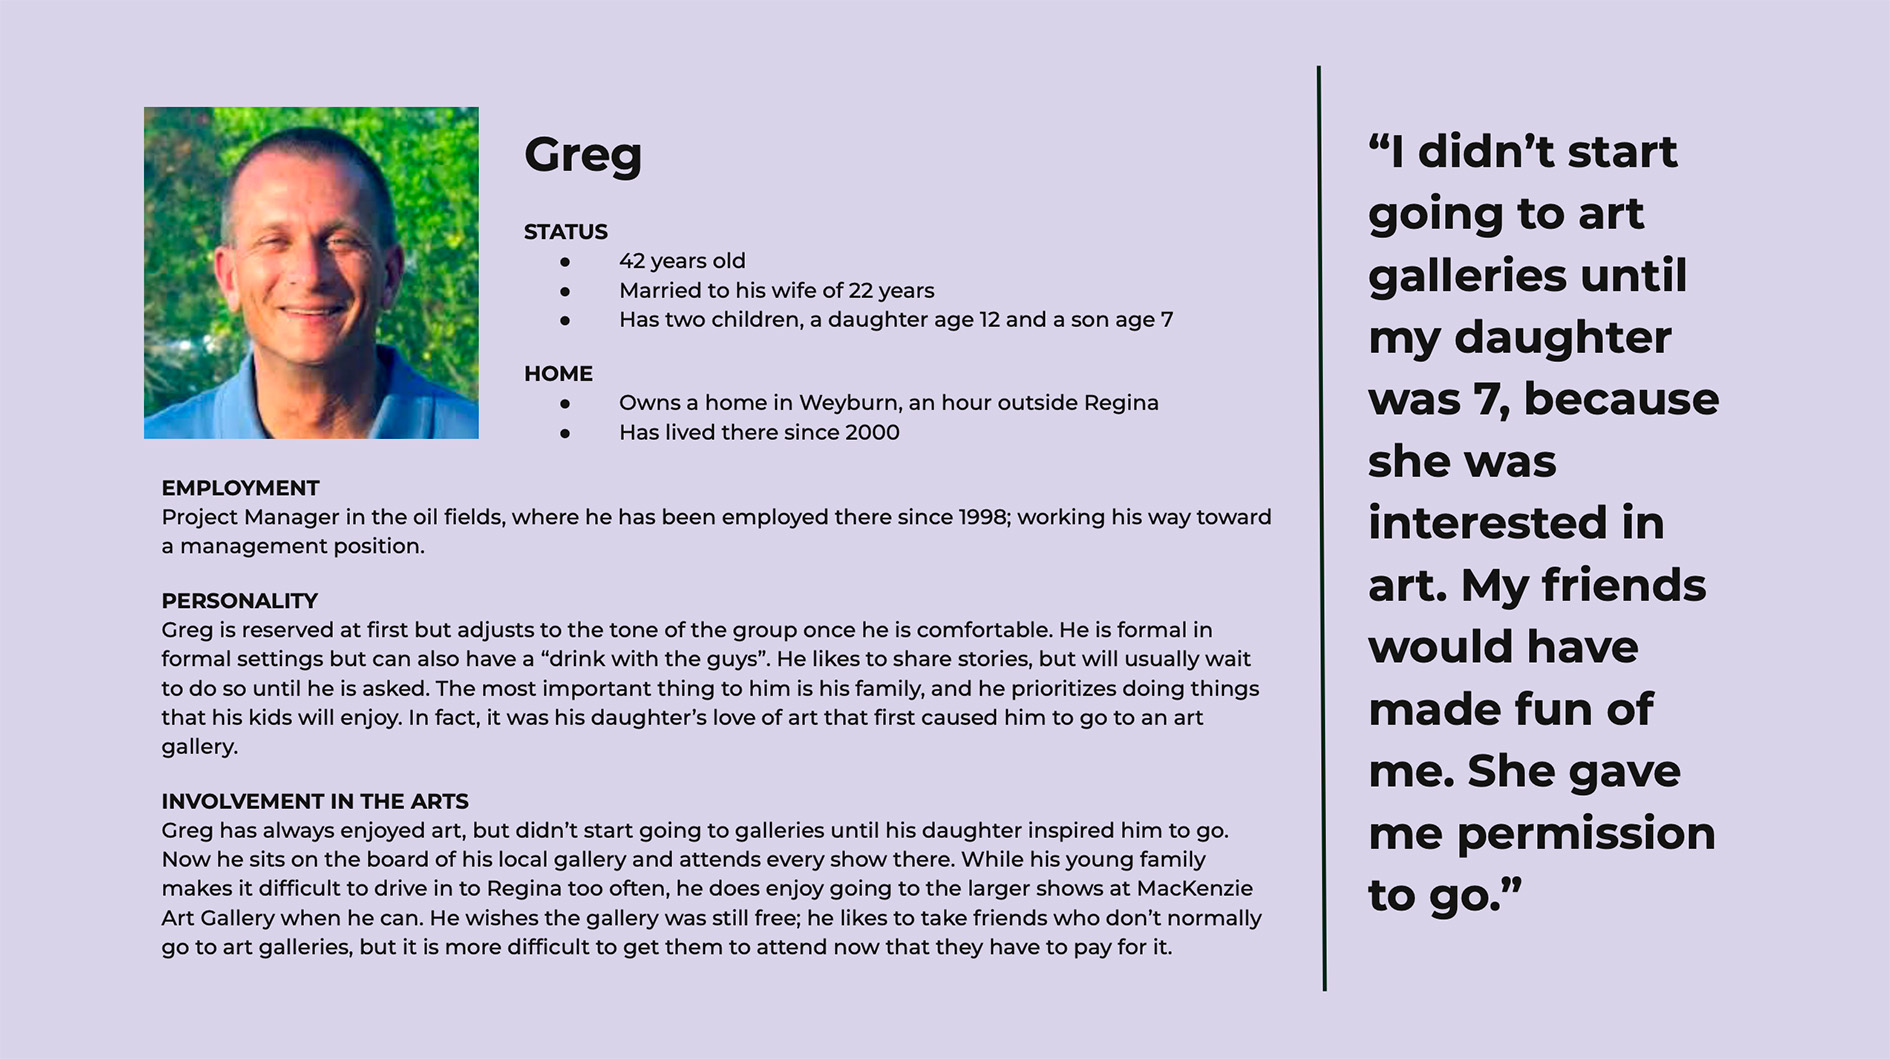 Greg
STATUS
● 42 years old
● Married to his wife of 22 years
● Has two children, a daughter age 12 and a son age 7
HOME
● Owns a home in Weyburn, an hour outside Regina
● Has lived there since 2000
EMPLOYMENT
Project Manager in the oil fields, where he has been employed there since 1998; working his way toward
a management position.
PERSONALITY
Greg is reserved at first but adjusts to the tone of the group once he is comfortable. He is formal in
formal settings but can also have a “drink with the guys”. He likes to share stories, but will usually wait
to do so until he is asked. The most important thing to him is his family, and he prioritizes doing things
that his kids will enjoy. In fact, it was his daughter’s love of art that first caused him to go to an art
gallery.
INVOLVEMENT IN THE ARTS
Greg has always enjoyed art, but didn’t start going to galleries until his daughter inspired him to go.
Now he sits on the board of his local gallery and attends every show there. While his young family
makes it difficult to drive in to Regina too often, he does enjoy going to the larger shows at MacKenzie
Art Gallery when he can. He wishes the gallery was still free; he likes to take friends who don’t normally
go to art galleries, but it is more difficult to get them to attend now that they have to pay for it.
“I didn’t start
going to art
galleries until
my daughter
was 7, because
she was
interested in
art. My friends
would have
made fun of
me. She gave
me permission
to go.”